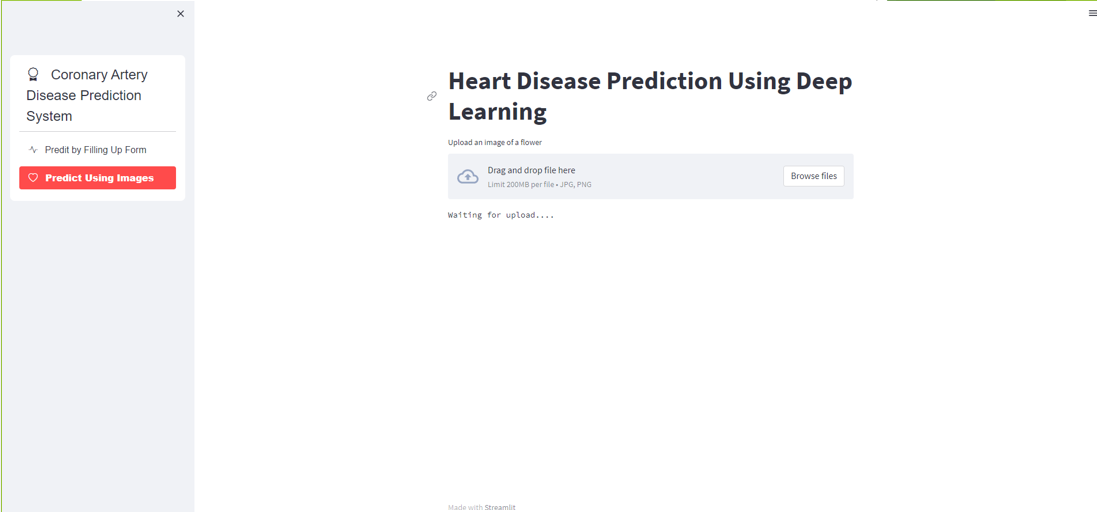 Coronary Artery
Disease Prediction
System
Predit by Filling Up Form
Predict Using Images
Heart Disease Prediction Using Deep
Learning
Upload an image of a flower
Drag and drop file here
Limit 200MB per file • JPG, PNG
Browse files
Waiting for upload....
Made with Streamlit